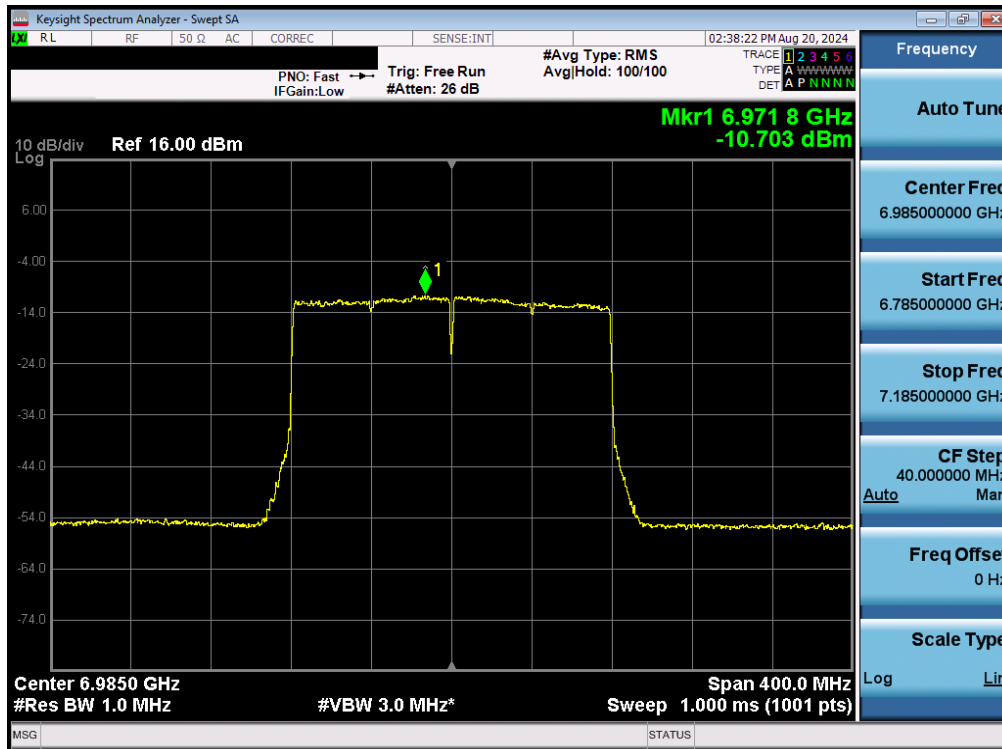 Keysight Spectrum Analyzer - Swept SA
LXI RL RF 50 Ω AC CORREC SENSE:INT 02:38:22 PM Aug 20, 2024
PNO: Fast
IFGain:Low
Trig: Free Run
#Atten: 26 dB
#Avg Type: RMS
Avg|Hold: 100/100
TRACE 1 2 3 4 5 6
TYPE A WWWWW
DET A P N N N N
Mkr1 6.971 8 GHz
-10.703 dBm
10 dB/div
Log
Ref 16.00 dBm
1
6.00
-4.00
-14.0
-24.0
-34.0
-44.0
-54.0
-64.0
-74.0
Center 6.9850 GHz
#Res BW 1.0 MHz
#VBW 3.0 MHz*
Span 400.0 MHz
Sweep 1.000 ms (1001 pts)
MSG
STATUS
Frequency
Auto Tune
Center Freq
6.985000000 GHz
Start Freq
6.785000000 GHz
Stop Freq
7.185000000 GHz
CF Step
40.000000 MHz
Auto Man
Freq Offset
0 Hz
Scale Type
Log Lin